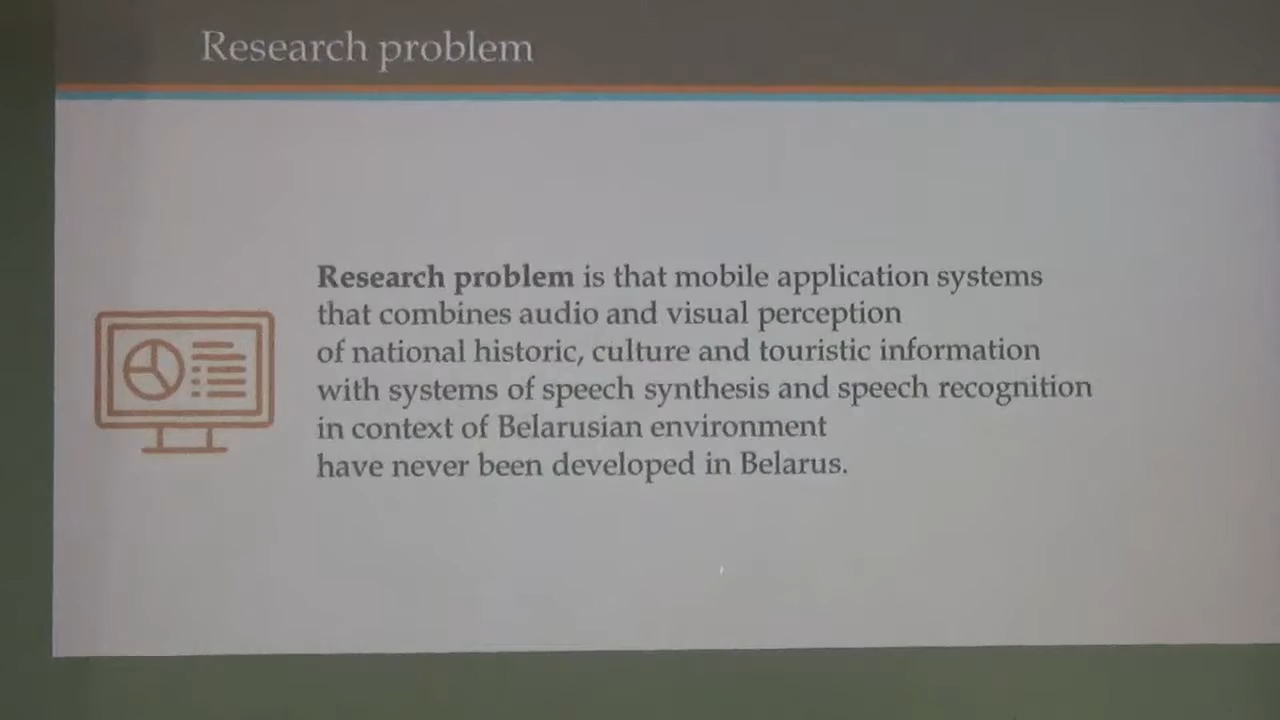 Research problem
Research problem is that mobile application systems
that combines audio and visual perception
of national historic, culture and touristic information
with systems of speech synthesis and speech recognition
in context of Belarusian environment
have never been developed in Belarus.